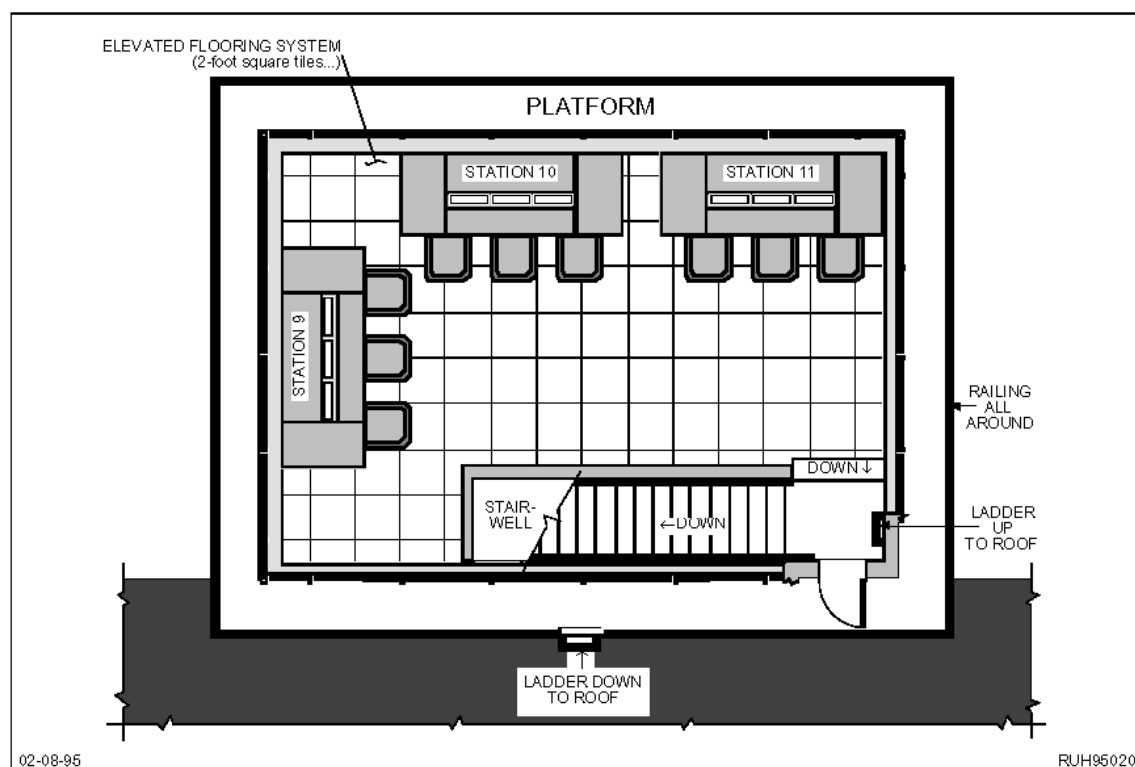 ELEVATED FLOORING SYSTEM
(2-foot square tiles...)
PLATFORM
STATION 10
STATION 11
STATION 9
RAILING
ALL
AROUND
DOWN↓
STAIR-
WELL
←DOWN
LADDER
UP
TO ROOF
LADDER DOWN
TO ROOF
02-08-95
RUH95020